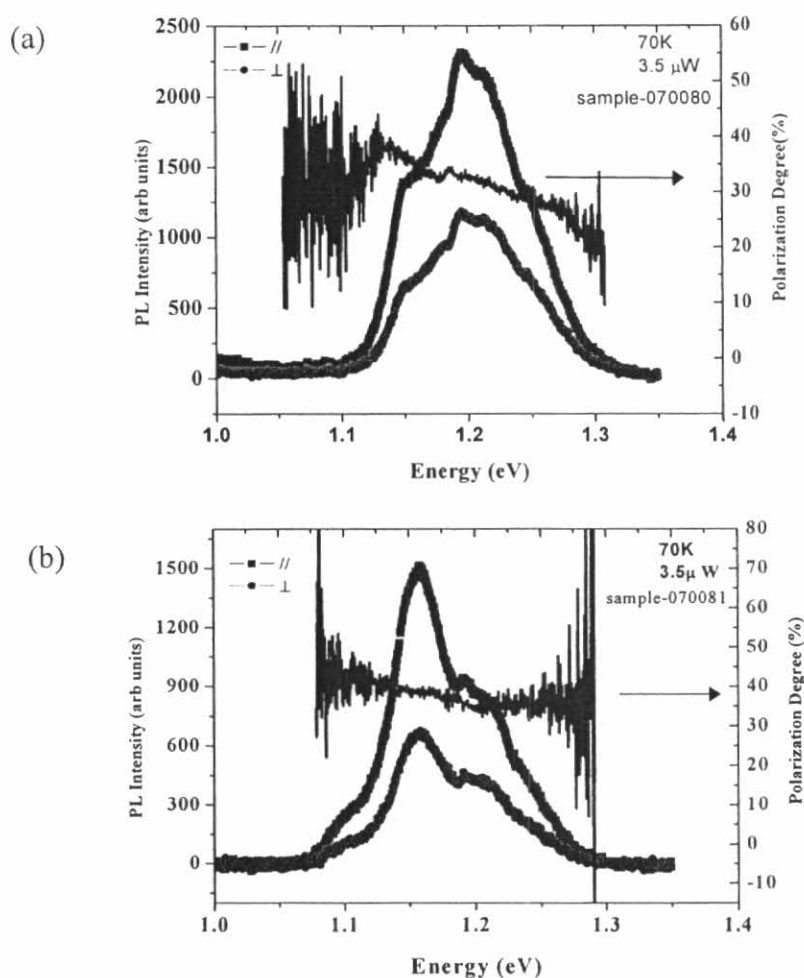 (a)
2500
2000
1500
1000
500
0
PL Intensity (arb units)
//
⊥
70K
3.5 μW
sample-070080
60
50
40
30
20
10
0
-10
Polarization Degree(%)
1.0 1.1 1.2 1.3 1.4
Energy (eV)
(b)
1500
1200
900
600
300
0
PL Intensity (arb units)
//
⊥
70K
3.5μ W
sample-070081
80
70
60
50
40
30
20
10
0
-10
Polarization Degree (%)
1.0 1.1 1.2 1.3 1.4
Energy (eV)